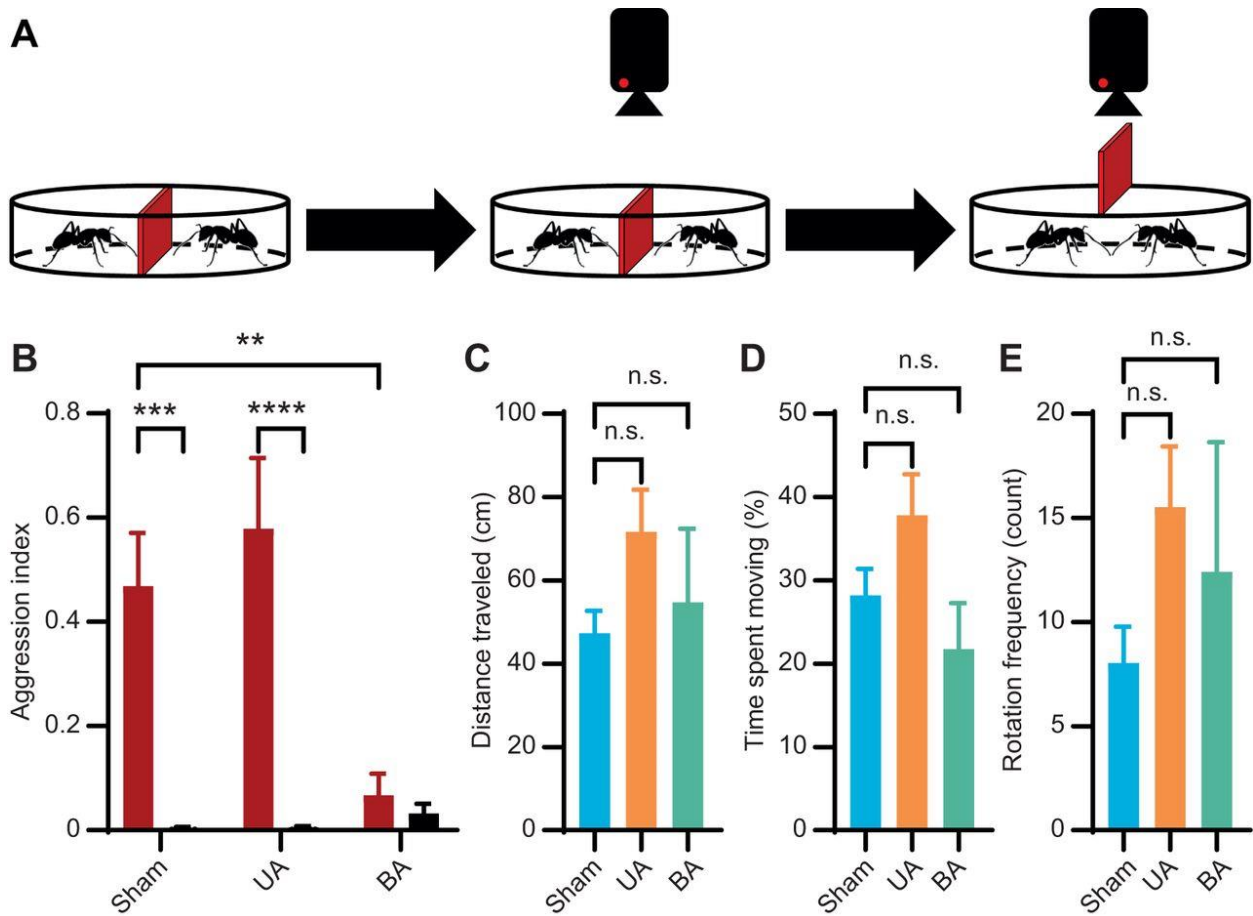 A
B
**
***
****
Aggression index
0.8
0.6
0.4
0.2
0
Sham
UA
BA
C
n.s.
n.s.
Distance traveled (cm)
100
80
60
40
20
0
Sham
UA
BA
D
n.s.
n.s.
Time spent moving (%)
50
40
30
20
10
0
Sham
UA
BA
E
n.s.
n.s.
Rotation frequency (count)
20
15
10
5
0
Sham
UA
BA